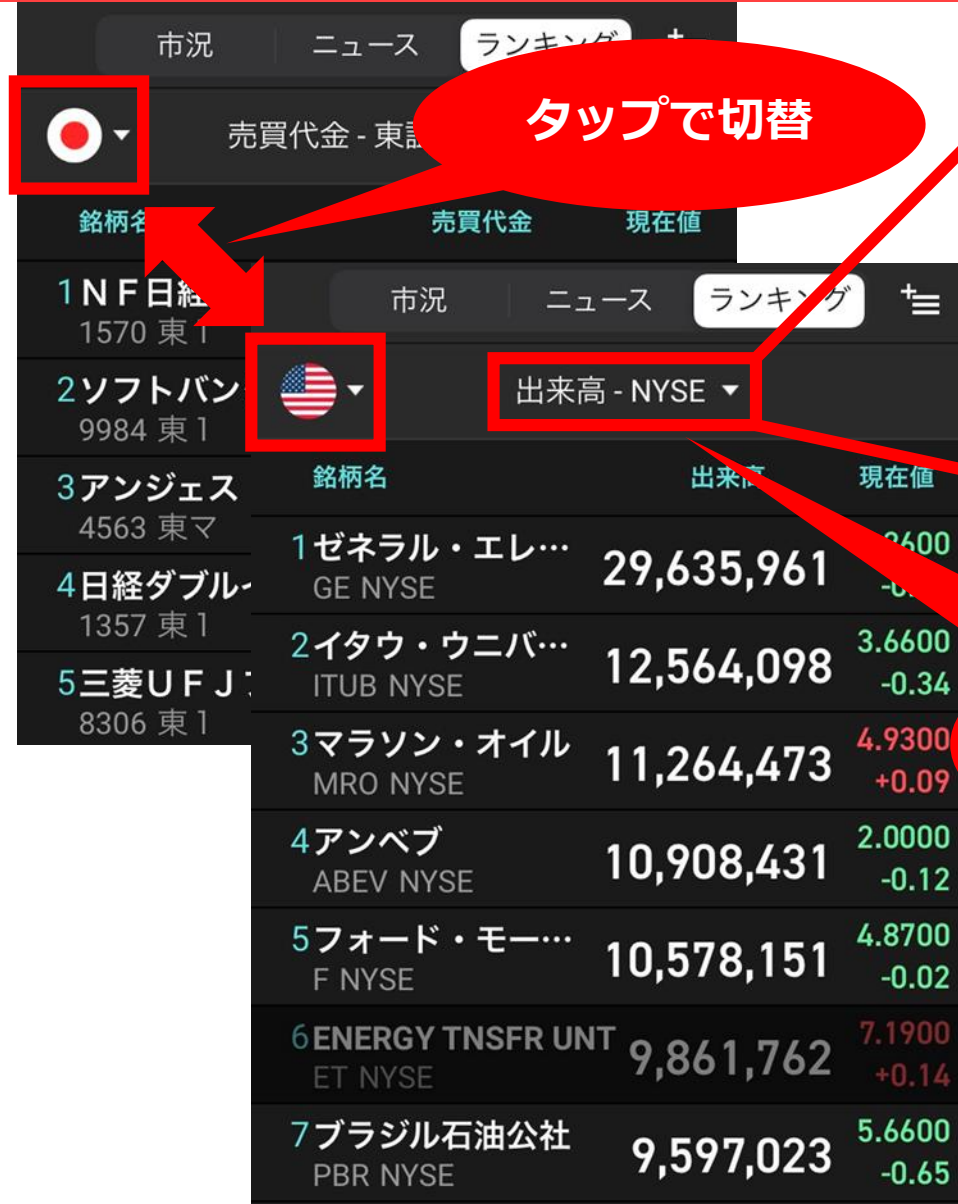 市況 ニュース ランキング
タップで切替
売買代金 - 東証
銘柄名 売買代金 現在値
1 ＮＦ日経
1570 東1
2 ソフトバン
9984 東1
3 アンジェス
4563 東マ
4 日経ダブル
1357 東1
5 三菱ＵＦＪ
8306 東1
市況 ニュース ランキング
出来高 - NYSE
銘柄名 出来高 現在値
1 ゼネラル・エレ… 29,635,961
GE NYSE
2 イタウ・ウニバ… 12,564,098 3.6600
ITUB NYSE -0.34
3 マラソン・オイル 11,264,473 4.9300
MRO NYSE +0.09
4 アンベブ 10,908,431 2.0000
ABEV NYSE -0.12
5 フォード・モー… 10,578,151 4.8700
F NYSE -0.02
6 ENERGY TNSFR UNT 9,861,762 7.1900
ET NYSE +0.14
7 ブラジル石油公社 9,597,023 5.6600
PBR NYSE -0.65